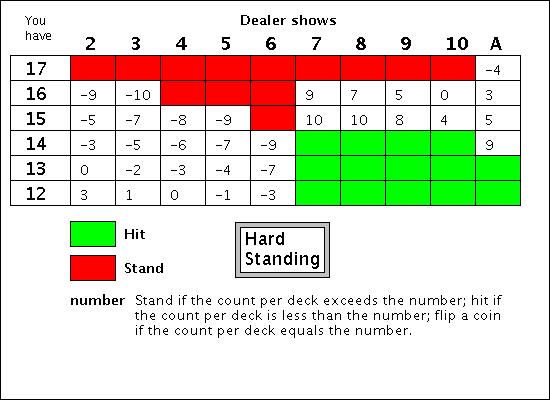 You have
Dealer shows
2 3 4 5 6 7 8 9 10 A
17 −4
16 −9 −10 9 7 5 0 3
15 −5 −7 −8 −9 10 10 8 4 5
14 −3 −5 −6 −7 −9 9
13 0 −2 −3 −4 −7
12 3 1 0 −1 −3
Hit
Stand
Hard
Standing
number Stand if the count per deck exceeds the number; hit if
the count per deck is less than the number; flip a coin
if the count per deck equals the number.